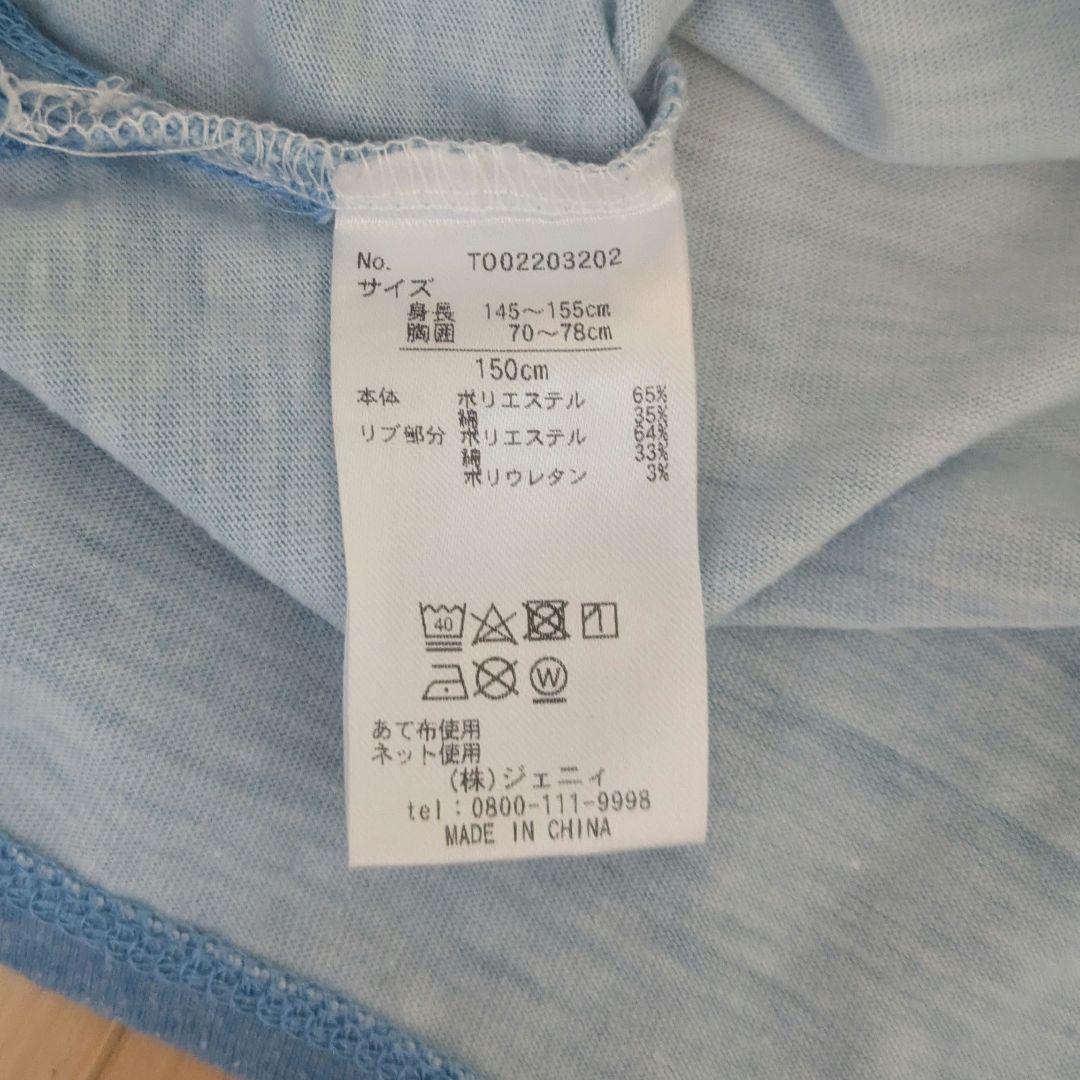 No. T002203202
サイズ
身長 145～155cm
胸囲 70～78cm
150cm
本体 ポリエステル 65%
綿 35%
リブ部分 ポリエステル 64%
綿 33%
ポリウレタン 3%
40
W
あて布使用
ネット使用
(株)ジェニィ
tel：0800-111-9998
MADE IN CHINA